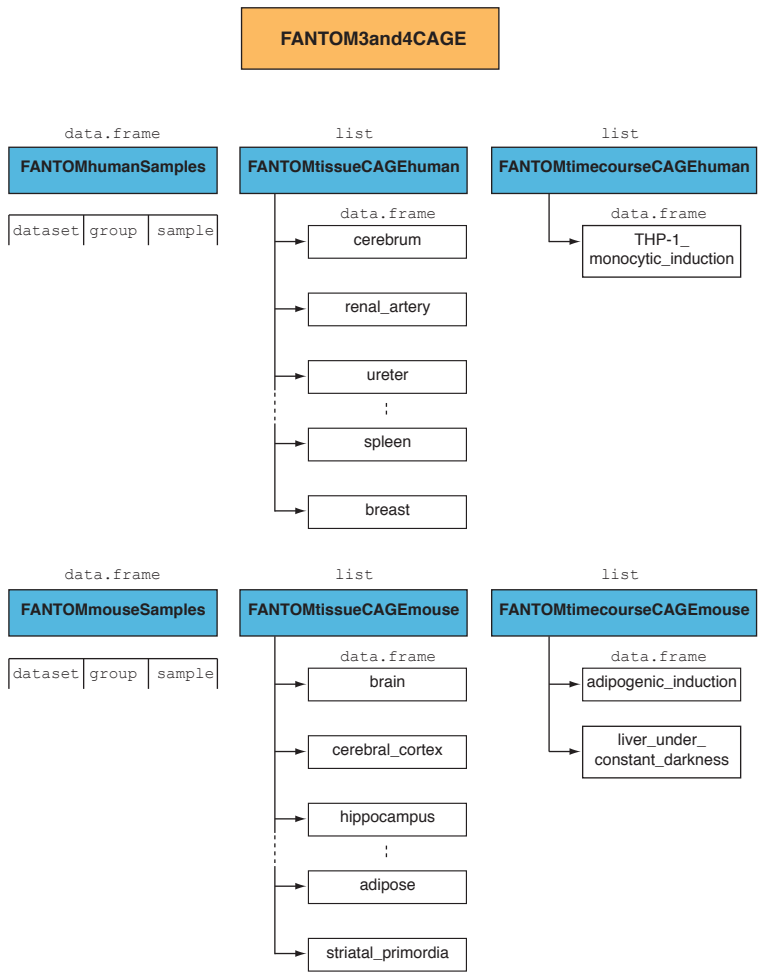 FANTOM3and4CAGE
data.frame
list
list
FANTOMhumanSamples
FANTOMtissueCAGEhuman
FANTOMtimecourseCAGEhuman
dataset group sample
data.frame
cerebrum
renal_artery
ureter
spleen
breast
data.frame
THP-1_
monocytic_induction
data.frame
list
list
FANTOMmouseSamples
FANTOMtissueCAGEmouse
FANTOMtimecourseCAGEmouse
dataset group sample
data.frame
brain
cerebral_cortex
hippocampus
adipose
striatal_primordia
data.frame
adipogenic_induction
liver_under_
constant_darkness